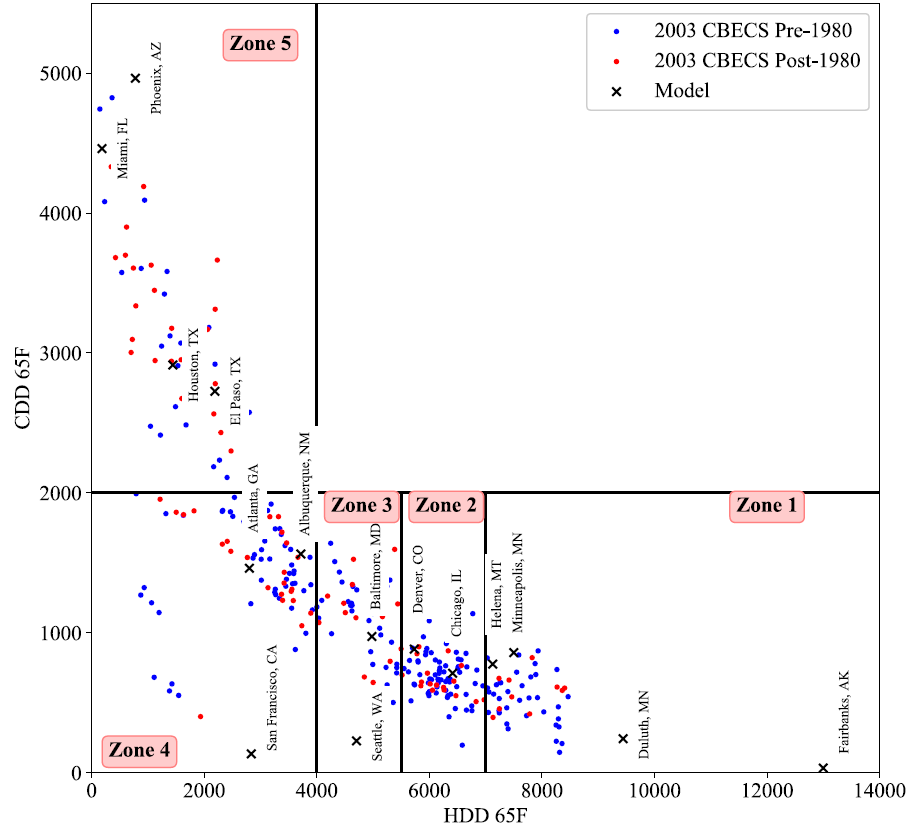 Zone 5
2003 CBECS Pre-1980
2003 CBECS Post-1980
Model
Phoenix, AZ
Miami, FL
Houston, TX
El Paso, TX
Atlanta, GA
Albuquerque, NM
Zone 3
Zone 2
Zone 1
Baltimore, MD
Denver, CO
Chicago, IL
Helena, MT
Minneapolis, MN
San Francisco, CA
Seattle, WA
Duluth, MN
Fairbanks, AK
Zone 4
CDD 65F
5000
4000
3000
2000
1000
0
0
2000
4000
6000
8000
10000
12000
14000
HDD 65F